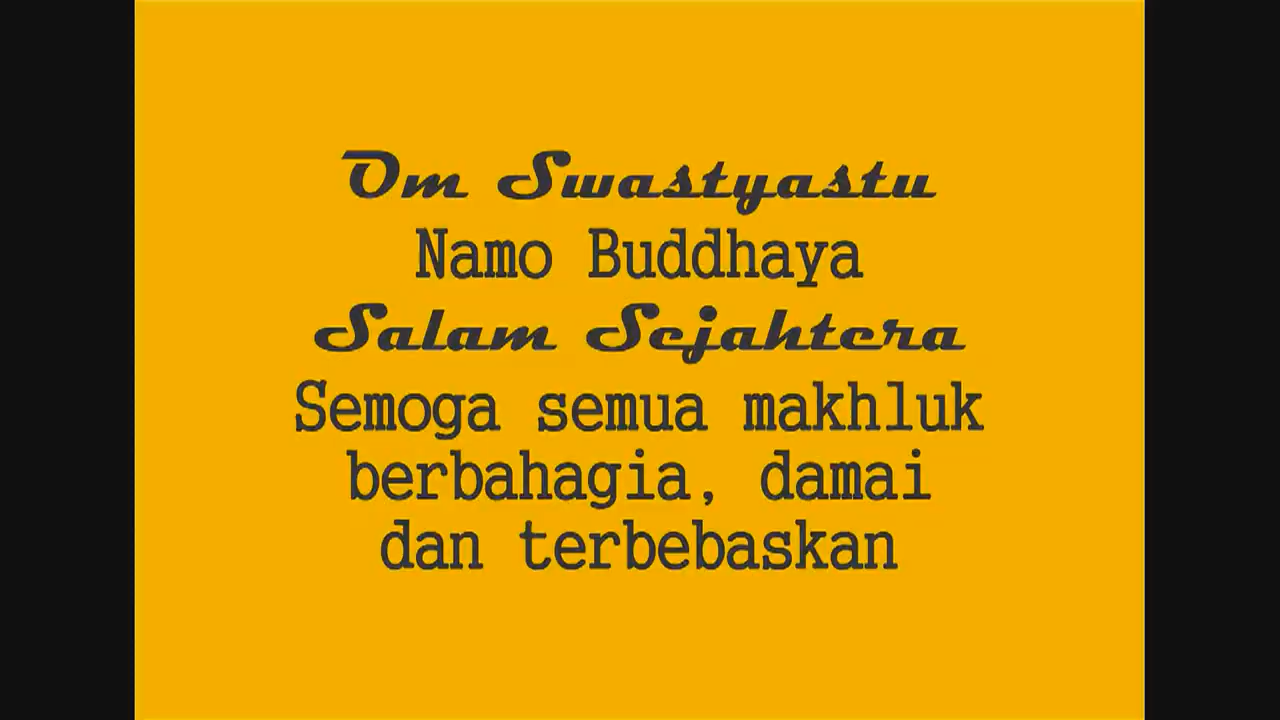 Om Swastyastu
Namo Buddhaya
Salam Sejahtera
Semoga semua makhluk
berbahagia, damai
dan terbebaskan